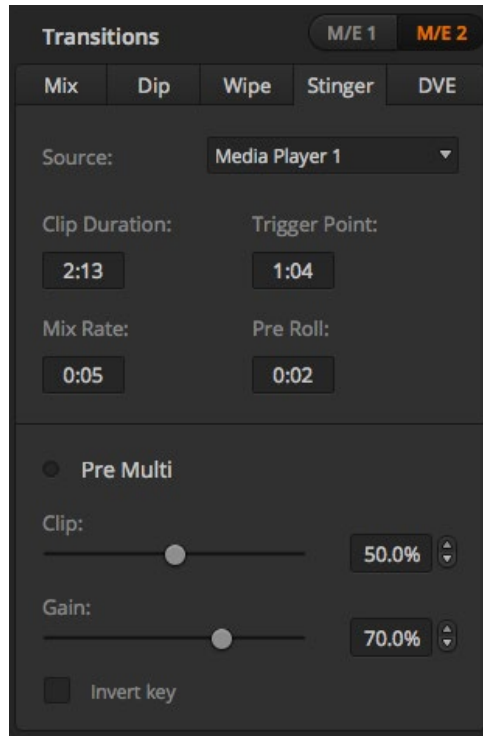 Transitions M/E 1 M/E 2
Mix Dip Wipe Stinger DVE
Source: Media Player 1
Clip Duration: Trigger Point:
2:13 1:04
Mix Rate: Pre Roll:
0:05 0:02
Pre Multi
Clip:
50.0%
Gain:
70.0%
Invert key